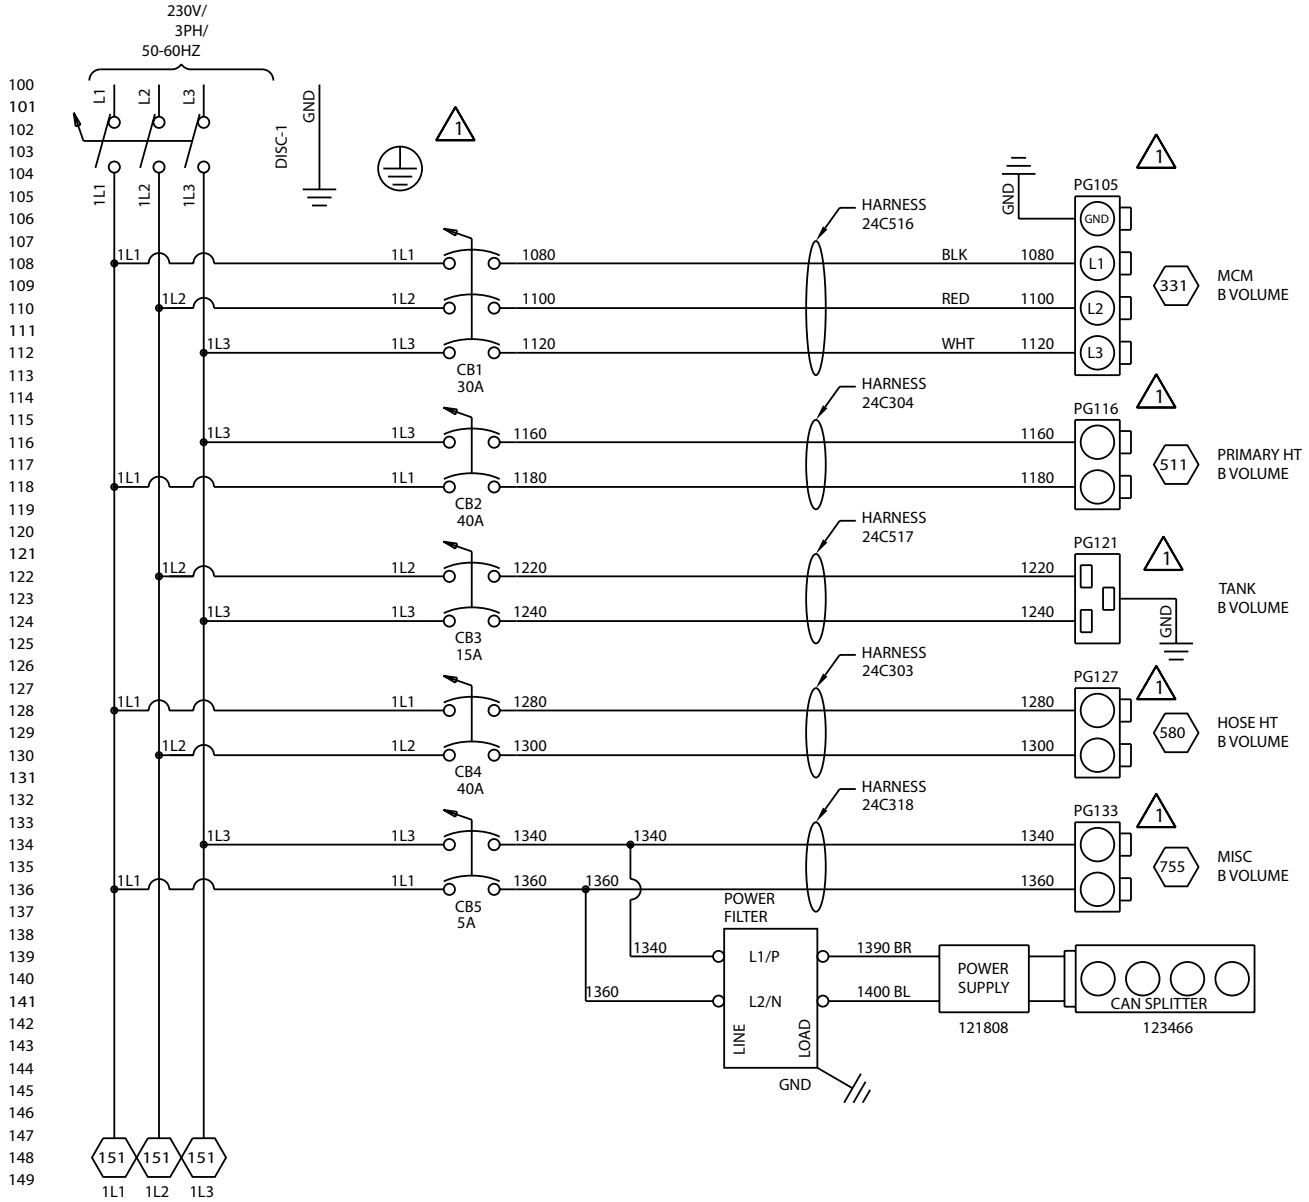 230V/
3PH/
50-60HZ
100
L1
L2
L3
GND
101
102
1
DISC-1
103
1
104
105
1L1
1L2
1L3
PG105
HARNESS
24C516
GND
106
GND
107
108
1L1
1L1
1080
BLK
1080
L1
109
331
MCM
B VOLUME
110
1L2
1L2
1100
RED
1100
L2
111
112
1L3
1L3
1120
WHT
1120
L3
113
CB1
30A
114
HARNESS
24C304
1
115
PG116
116
1L3
1L3
1160
1160
117
511
PRIMARY HT
B VOLUME
118
1L1
1L1
1180
1180
119
CB2
40A
120
HARNESS
24C517
121
PG121
1
122
1L2
1L2
1220
1220
123
TANK
B VOLUME
124
1L3
1L3
1240
1240
GND
125
CB3
15A
126
HARNESS
24C303
127
PG127
1
128
1L1
1L1
1280
1280
129
580
HOSE HT
B VOLUME
130
1L2
1L2
1300
1300
131
CB4
40A
132
HARNESS
24C318
133
PG133
1
134
1L3
1L3
1340
1340
1340
135
755
MISC
B VOLUME
136
1L1
1L1
1360
1360
1360
137
CB5
5A
POWER
FILTER
138
139
1340
L1/P
1390 BR
140
POWER
SUPPLY
141
1360
L2/N
1400 BL
CAN SPLITTER
142
121808
123466
143
LINE
LOAD
144
145
GND
146
147
148
151
151
151
149
1L1
1L2
1L3